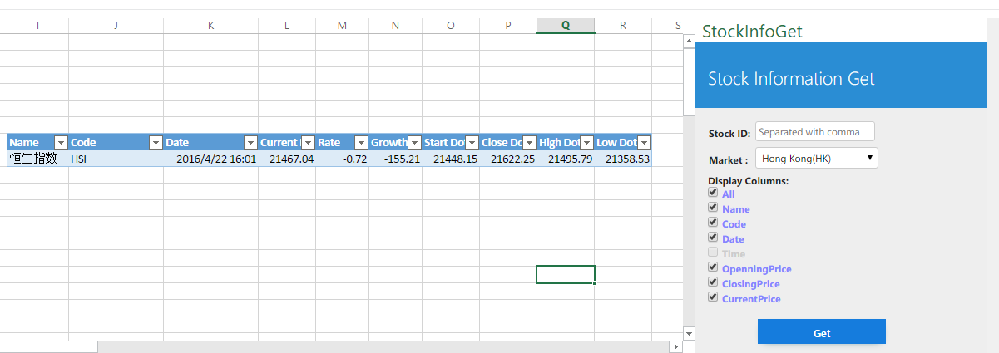 I J K L M N O P Q R S
Name Code Date Current Rate Growth Start Do Close Do High Dot Low Dot
恒生指数 HSI 2016/4/22 16:01 21467.04 -0.72 -155.21 21448.15 21622.25 21495.79 21358.53
StockInfoGet
Stock Information Get
Stock ID: Separated with comma
Market : Hong Kong(HK)
Display Columns:
All
Name
Code
Date
Time
OpenningPrice
ClosingPrice
CurrentPrice
Get